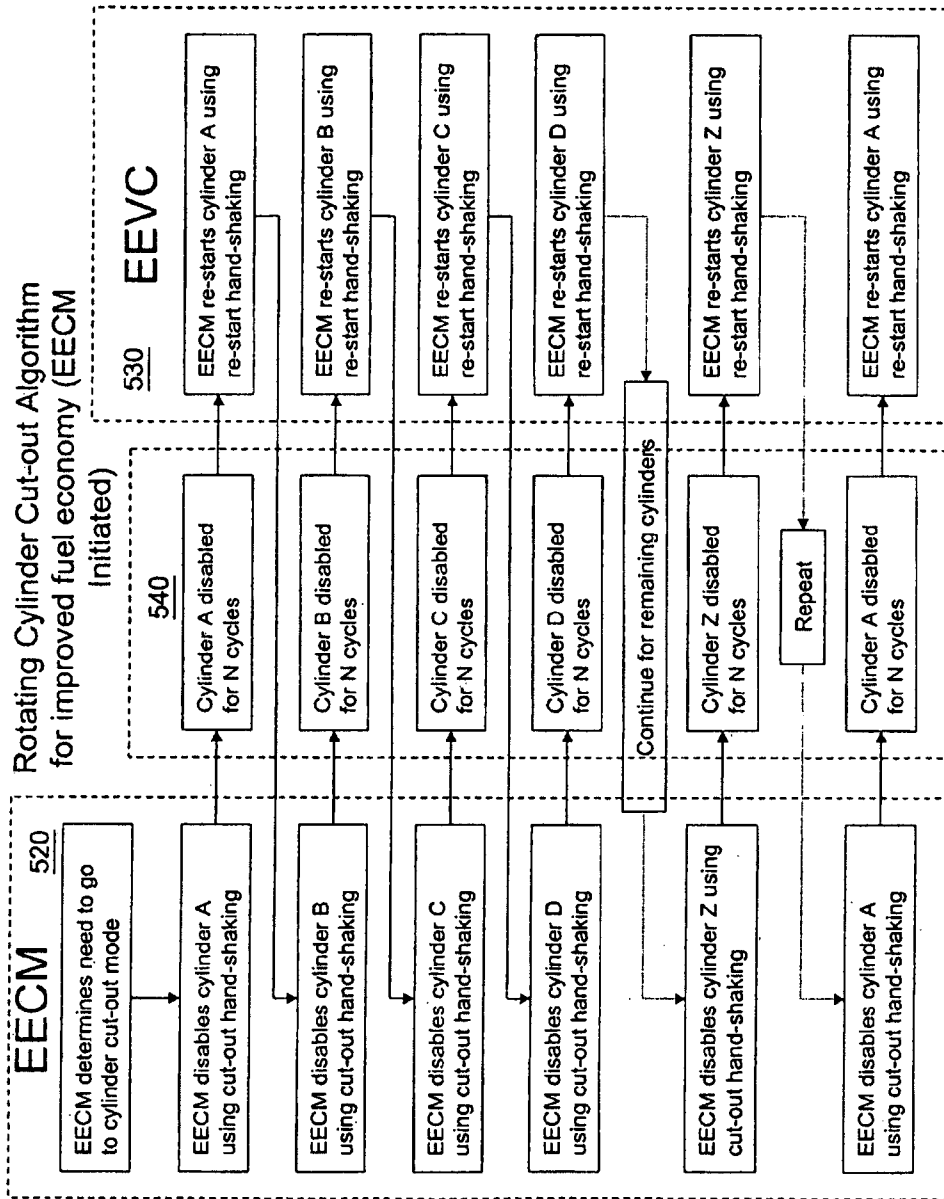 Rotating Cylinder Cut-out Algorithm
for improved fuel economy (EECM
Initiated)
EECM
520
EECM determines need to go
to cylinder cut-out mode
540
530
EEVC
EECM disables cylinder A
using cut-out hand-shaking
Cylinder A disabled
for N cycles
EECM re-starts cylinder A using
re-start hand-shaking
EECM disables cylinder B
using cut-out hand-shaking
Cylinder B disabled
for N cycles
EECM re-starts cylinder B using
re-start hand-shaking
EECM disables cylinder C
using cut-out hand-shaking
Cylinder C disabled
for N cycles
EECM re-starts cylinder C using
re-start hand-shaking
EECM disables cylinder D
using cut-out hand-shaking
Cylinder D disabled
for N cycles
EECM re-starts cylinder D using
re-start hand-shaking
Continue for remaining cylinders
EECM disables cylinder Z using
cut-out hand-shaking
Cylinder Z disabled
for N cycles
EECM re-starts cylinder Z using
re-start hand-shaking
Repeat
EECM disables cylinder A
using cut-out hand-shaking
Cylinder A disabled
for N cycles
EECM re-starts cylinder A using
re-start hand-shaking